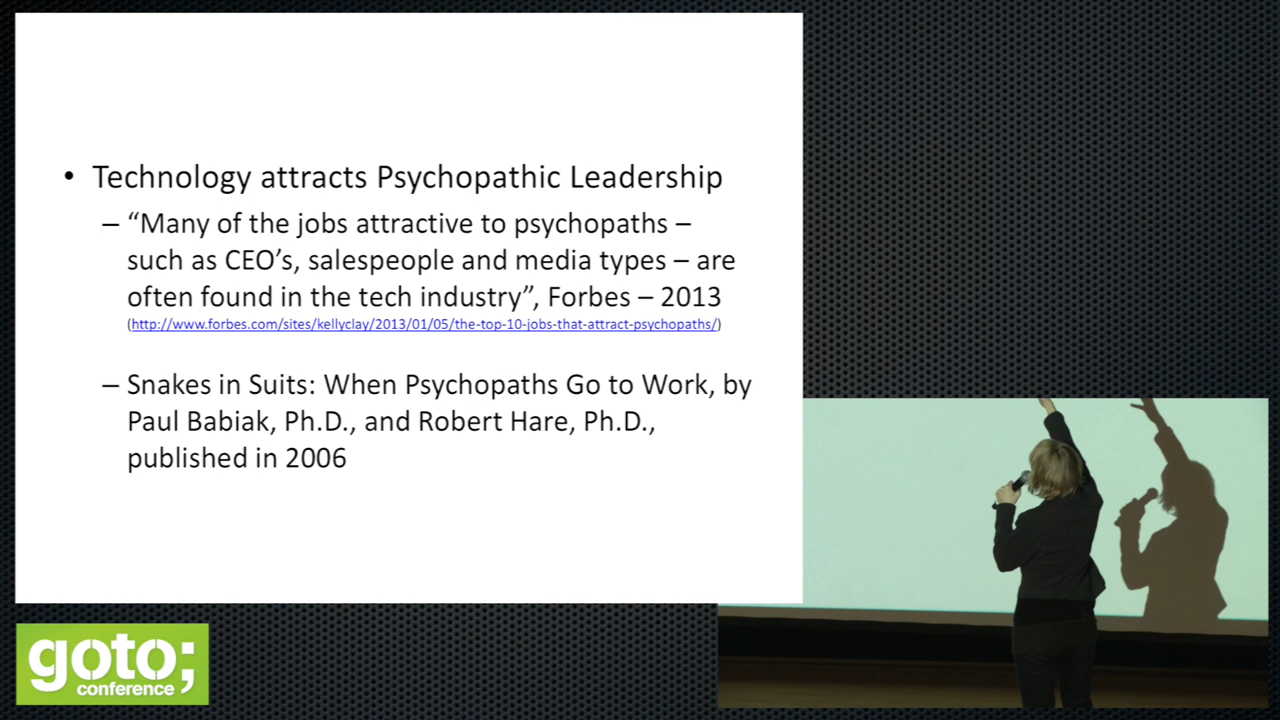 • Technology attracts Psychopathic Leadership
– “Many of the jobs attractive to psychopaths –
such as CEO’s, salespeople and media types – are
often found in the tech industry”, Forbes – 2013
(http://www.forbes.com/sites/kellyclay/2013/01/05/the-top-10-jobs-that-attract-psychopaths/)
– Snakes in Suits: When Psychopaths Go to Work, by
Paul Babiak, Ph.D., and Robert Hare, Ph.D.,
published in 2006
goto;
conference